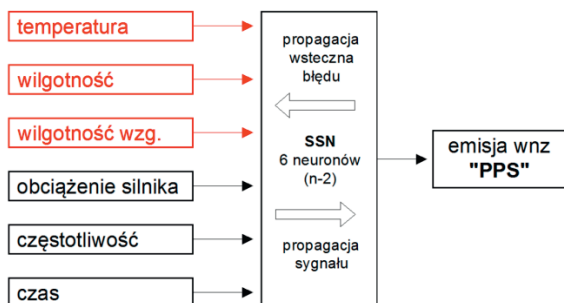 temperatura
wilgotność
wilgotność wzg.
obciążenie silnika
częstotliwość
czas
propagacja
wsteczna
błędu
SSN
6 neuronów
(n-2)
propagacja
sygnału
emisja wnz
"PPS"